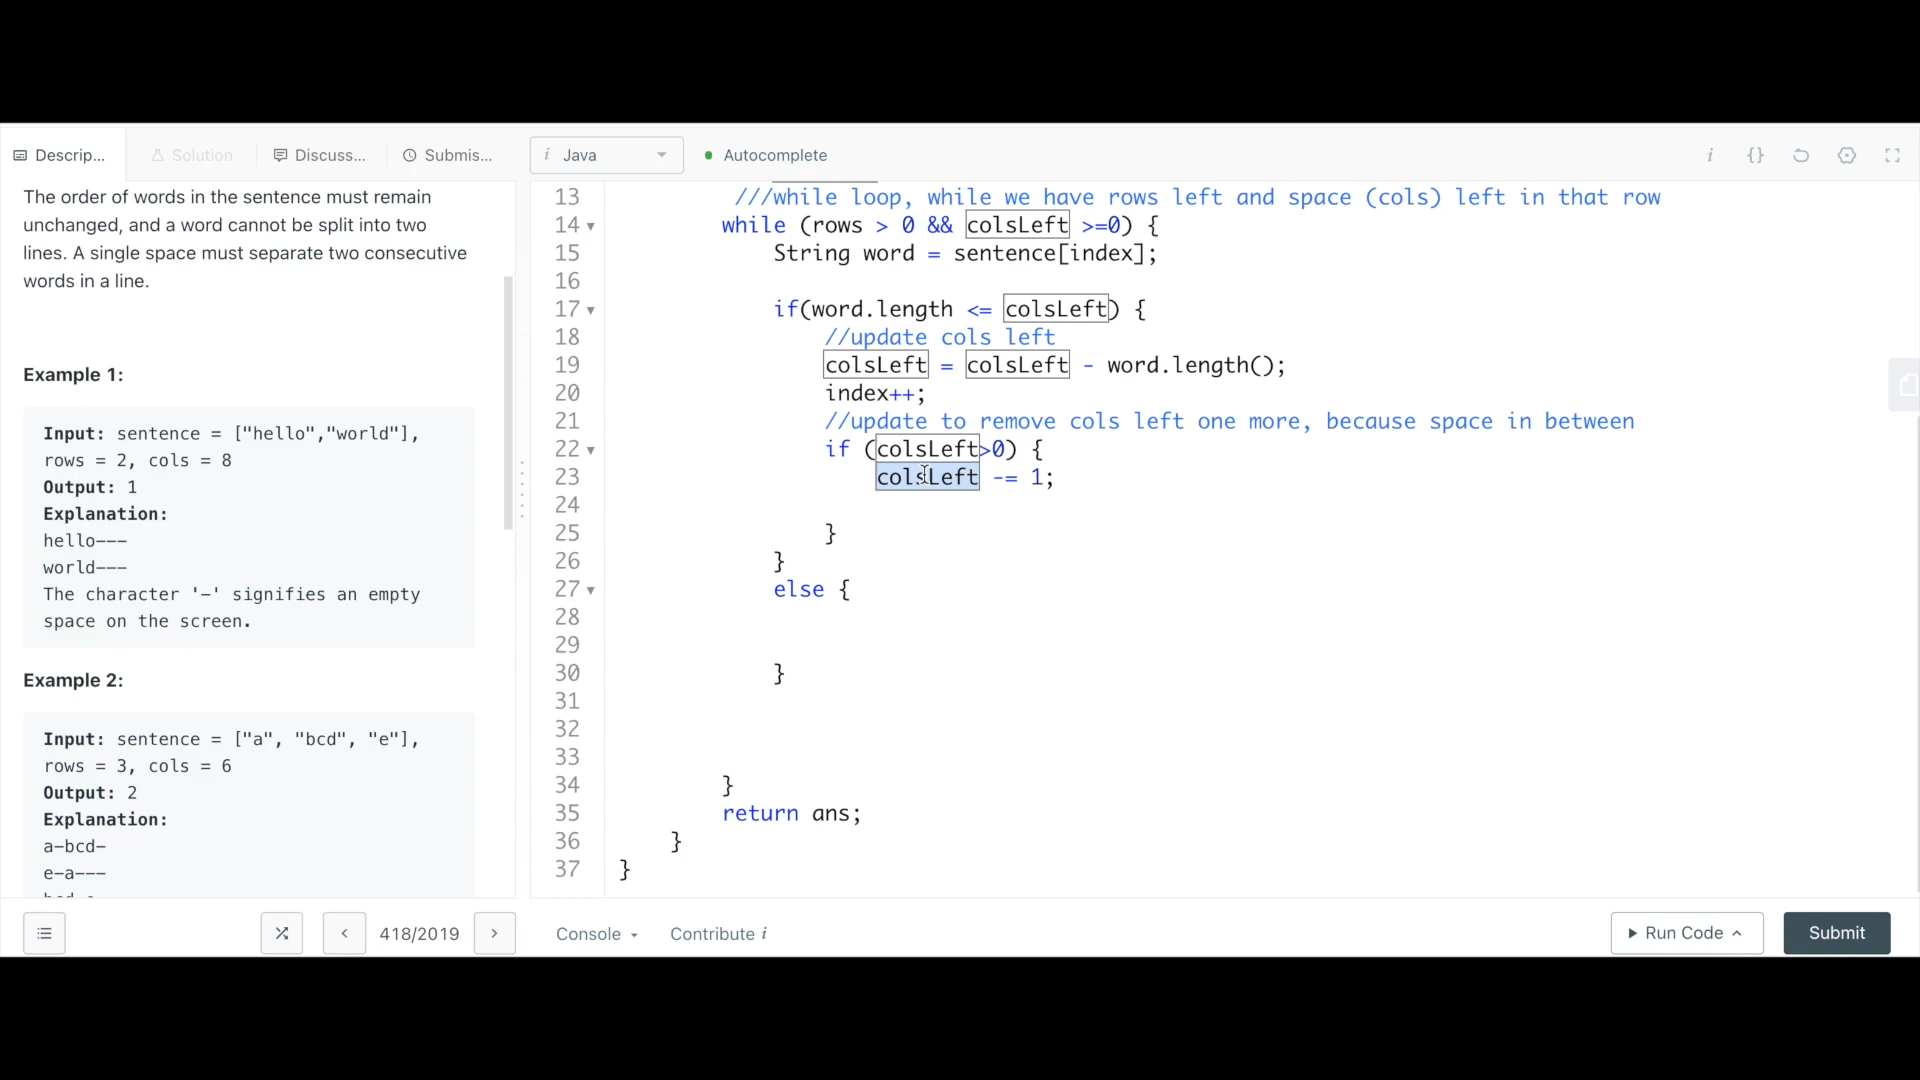 Descrip...
Solution
Discuss...
Submis...
i Java
Autocomplete
The order of words in the sentence must remain
unchanged, and a word cannot be split into two
lines. A single space must separate two consecutive
words in a line.
Example 1:
Input: sentence = ["hello","world"],
rows = 2, cols = 8
Output: 1
Explanation:
hello---
world---
The character '-' signifies an empty
space on the screen.
Example 2:
Input: sentence = ["a", "bcd", "e"],
rows = 3, cols = 6
Output: 2
Explanation:
a-bcd-
e-a---
13 ///while loop, while we have rows left and space (cols) left in that row
14 while (rows > 0 && colsLeft >=0) {
15 String word = sentence[index];
16
17 if(word.length <= colsLeft) {
18 //update cols left
19 colsLeft = colsLeft - word.length();
20 index++;
21 //update to remove cols left one more, because space in between
22 if (colsLeft>0) {
23 colsLeft -= 1;
24
25 }
26 }
27 else {
28
29
30 }
31
32
33
34 }
35 return ans;
36 }
37 }
418/2019
Console
Contribute i
Run Code
Submit